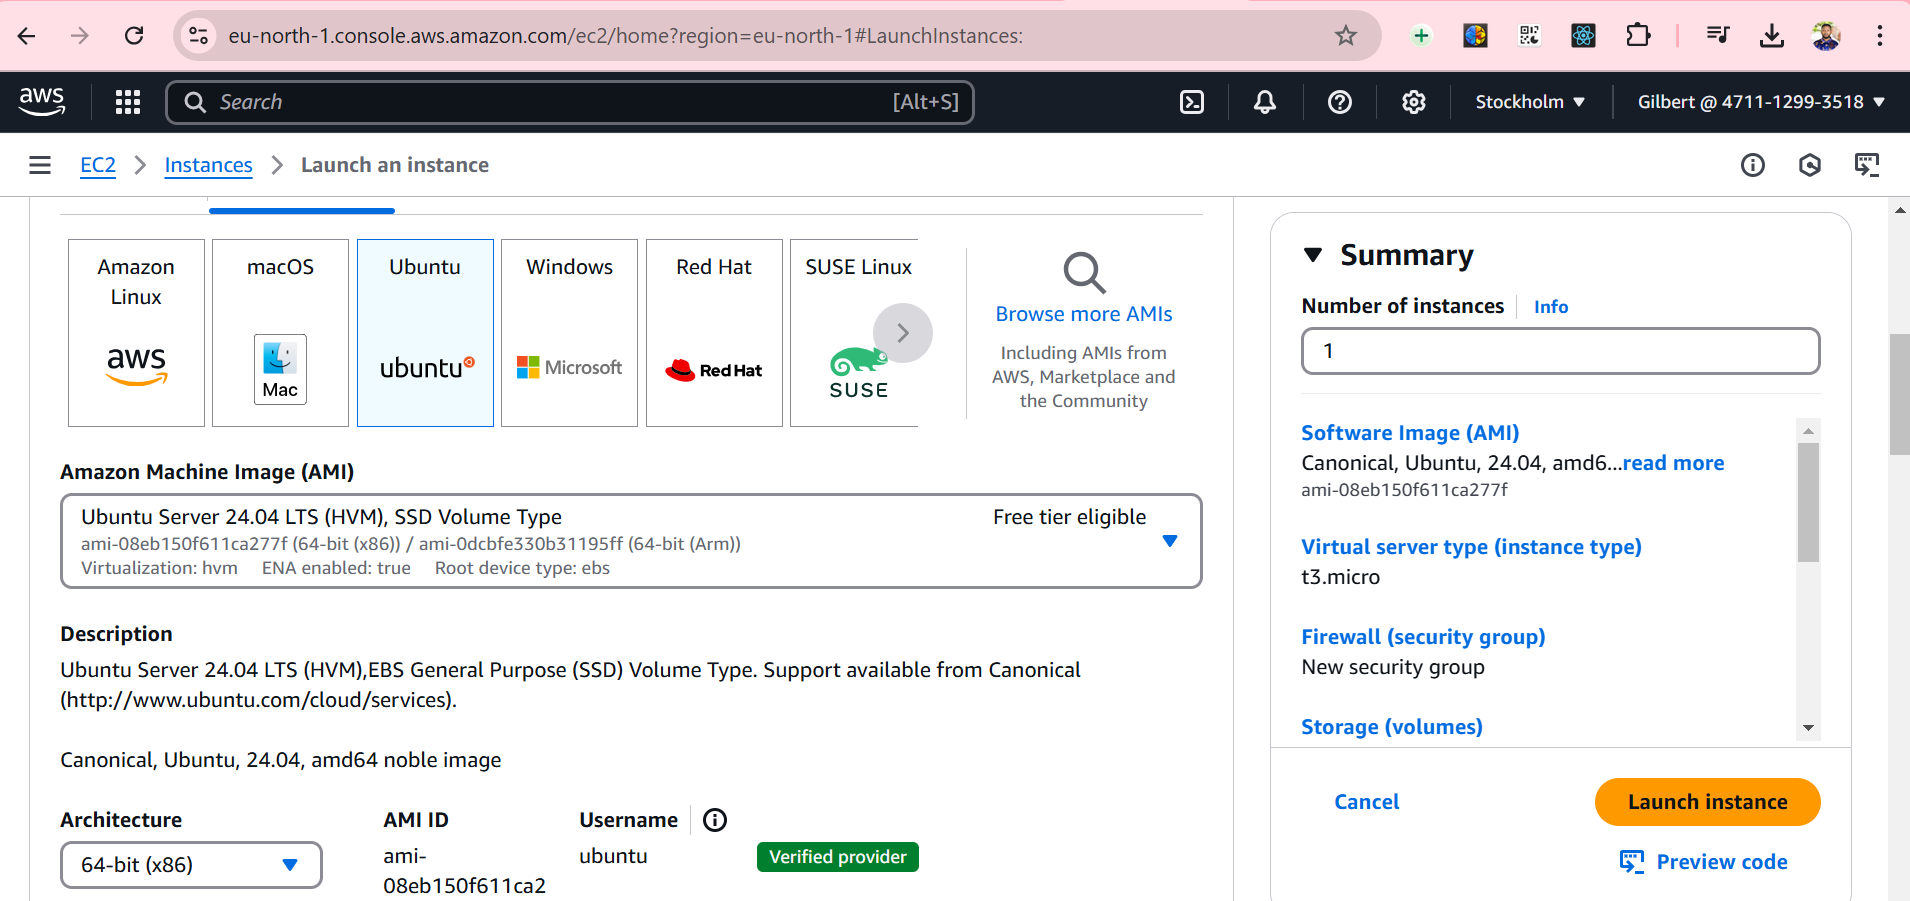 eu-north-1.console.aws.amazon.com/ec2/home?region=eu-north-1#LaunchInstances:
aws
Search
[Alt+S]
Stockholm
Gilbert @ 4711-1299-3518
EC2
Instances
Launch an instance
Amazon
Linux
aws
macOS
Mac
Ubuntu
ubuntu
Windows
Microsoft
Red Hat
Red Hat
SUSE Linux
SUSE
Browse more AMIs
Including AMIs from
AWS, Marketplace and
the Community
Amazon Machine Image (AMI)
Ubuntu Server 24.04 LTS (HVM), SSD Volume Type
Free tier eligible
ami-08eb150f611ca277f (64-bit (x86)) / ami-0dcbfe330b31195ff (64-bit (Arm))
Virtualization: hvm ENA enabled: true Root device type: ebs
Description
Ubuntu Server 24.04 LTS (HVM),EBS General Purpose (SSD) Volume Type. Support available from Canonical
(http://www.ubuntu.com/cloud/services).
Canonical, Ubuntu, 24.04, amd64 noble image
Architecture
64-bit (x86)
AMI ID
ami-
08eb150f611ca2
Username
ubuntu
Verified provider
Summary
Number of instances
Info
1
Software Image (AMI)
Canonical, Ubuntu, 24.04, amd6...read more
ami-08eb150f611ca277f
Virtual server type (instance type)
t3.micro
Firewall (security group)
New security group
Storage (volumes)
Cancel
Launch instance
Preview code